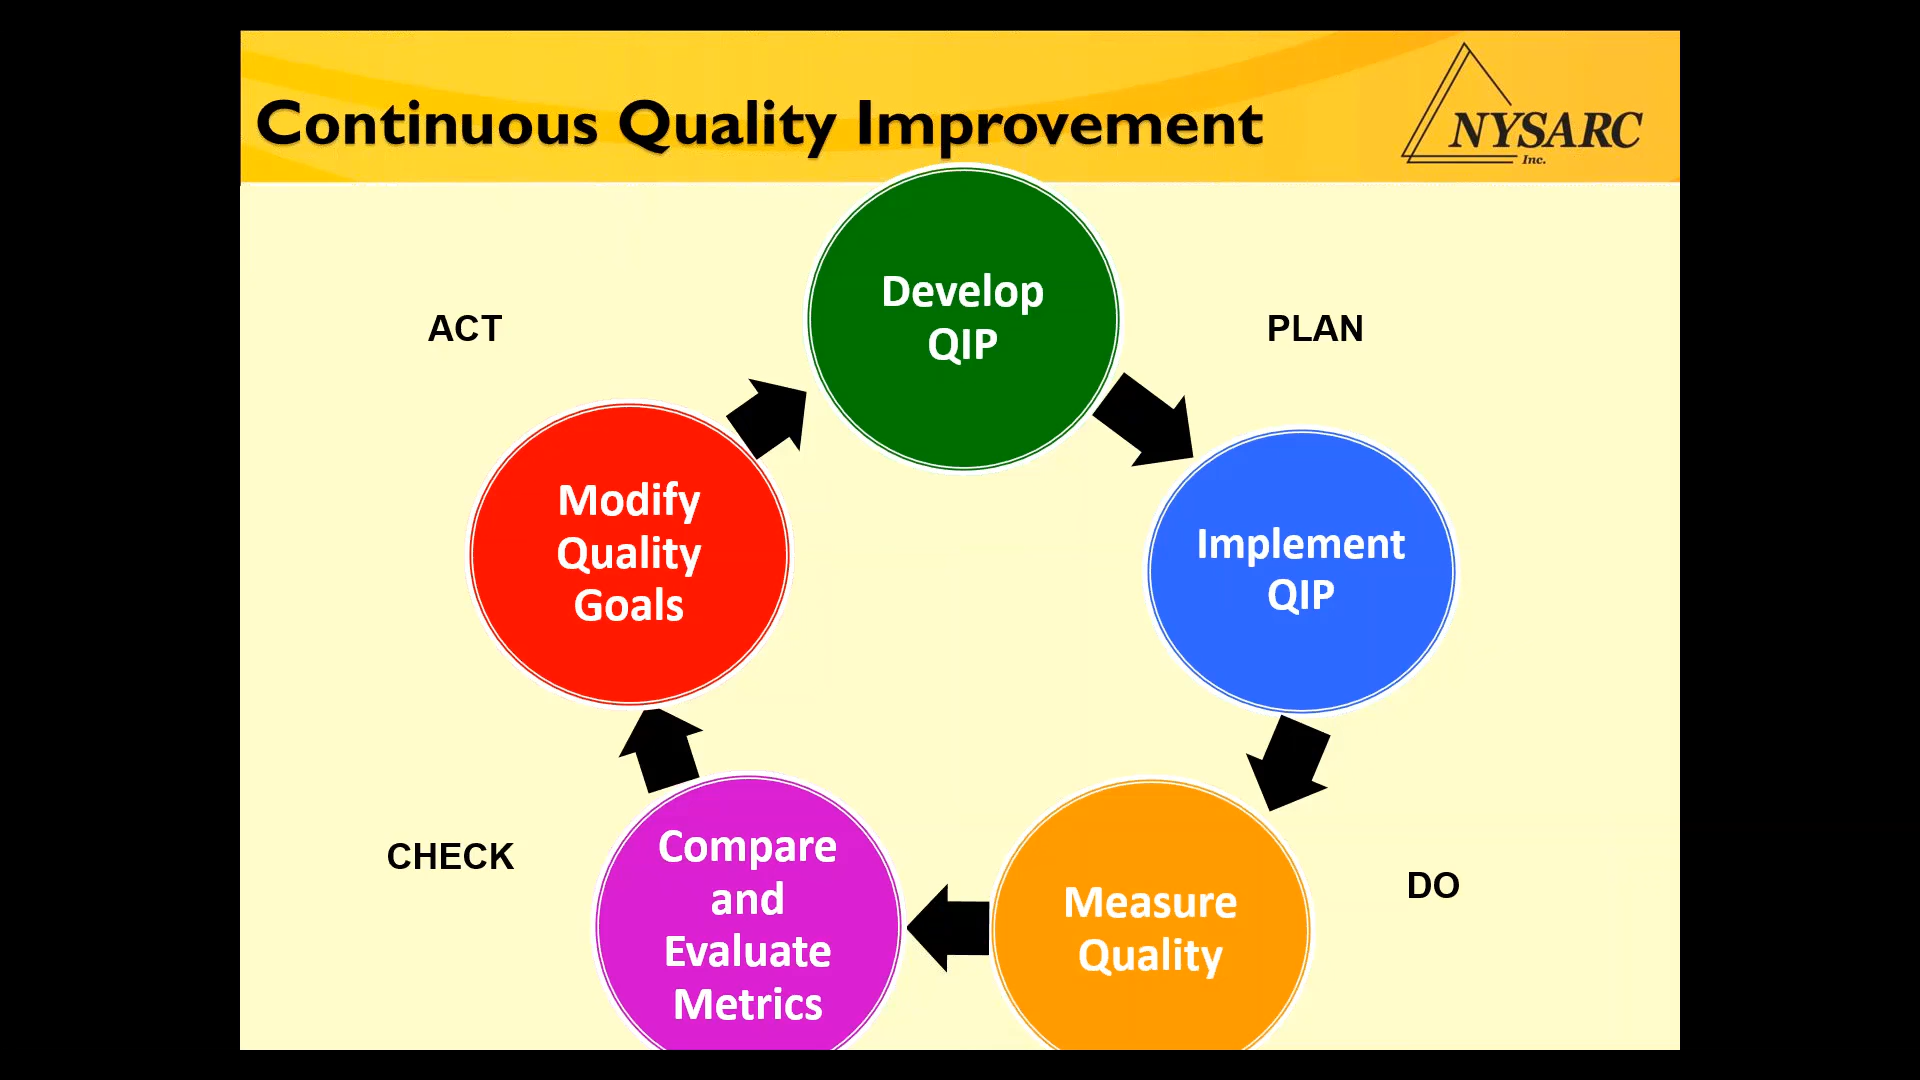 Continuous Quality Improvement
NYSARC
Inc.
Develop
QIP
ACT
PLAN
Modify
Quality
Goals
Implement
QIP
Compare
and
Evaluate
Metrics
CHECK
Measure
Quality
DO